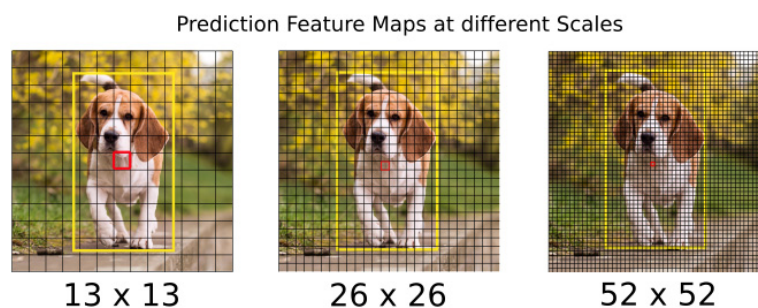 Prediction Feature Maps at different Scales
13 x 13
26 x 26
52 x 52